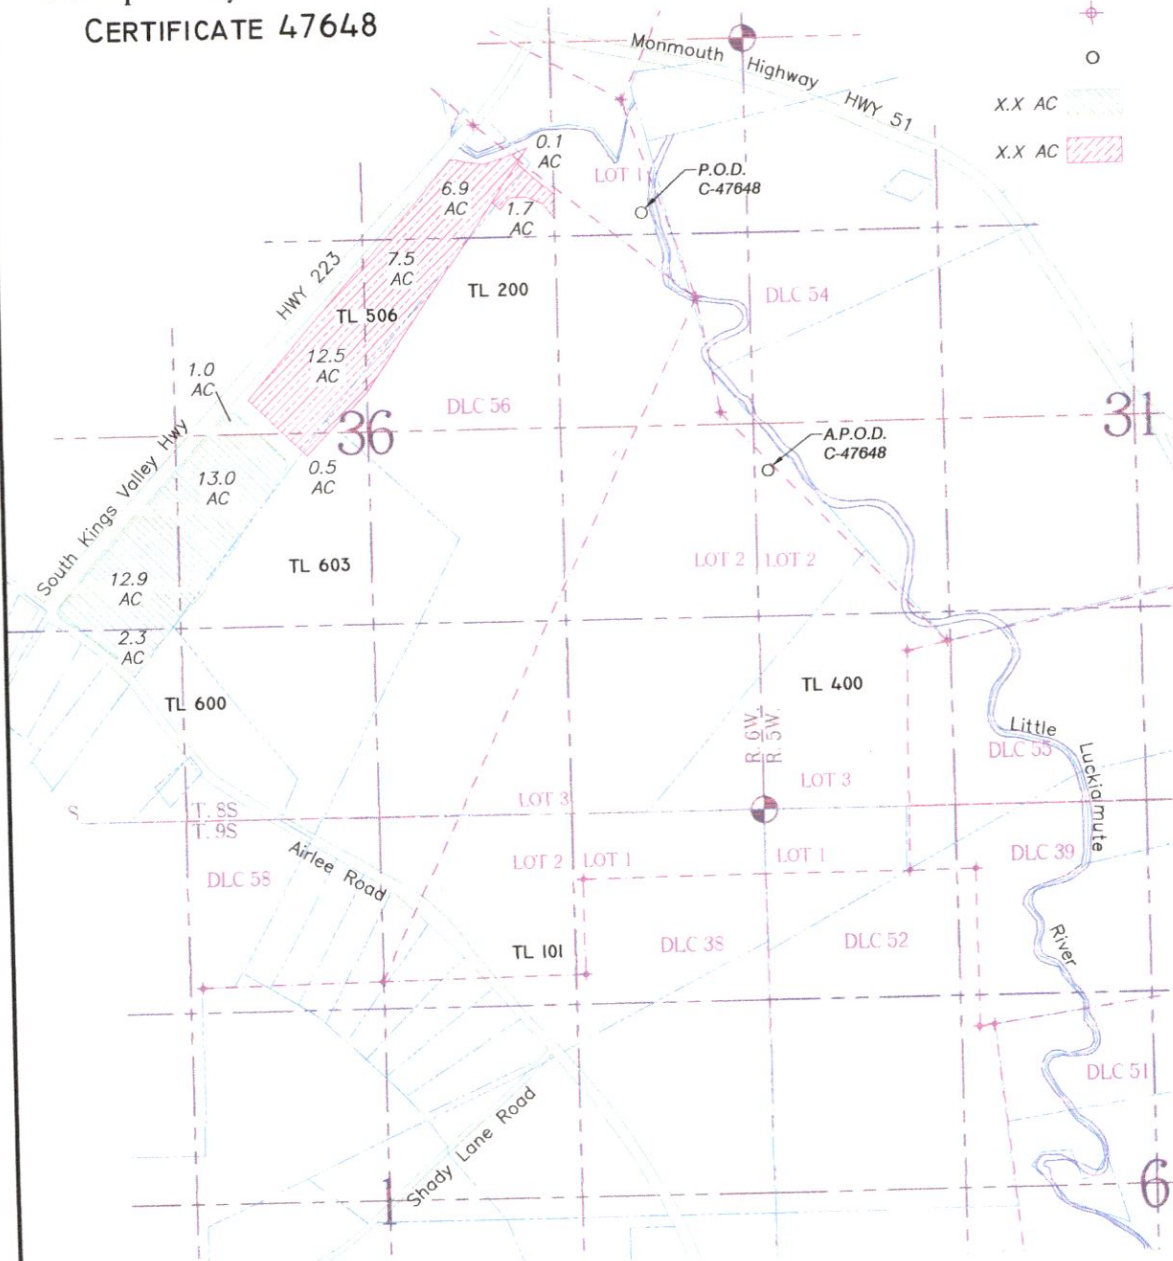 CERTIFICATE 47648
Monmouth Highway HWY 51
X.X AC
X.X AC
0.1
AC
LOT 1
P.O.D.
C-47648
6.9
AC
1.7
AC
7.5
AC
HWY 223
TL 200
DLC 54
TL 506
12.5
AC
1.0
AC
DLC 56
36
31
South Kings Valley Hwy
A.P.O.D.
C-47648
13.0
AC
0.5
AC
LOT 2
LOT 2
TL 603
12.9
AC
2.3
AC
TL 400
TL 600
R. 6W.
R. 5W.
Little Luckiamute River
DLC 55
LOT 3
LOT 3
S
T. 8S
T. 9S
Airlee Road
LOT 2
LOT 1
LOT 1
DLC 39
DLC 58
TL 101
DLC 38
DLC 52
DLC 51
Shady Lane Road
1
6